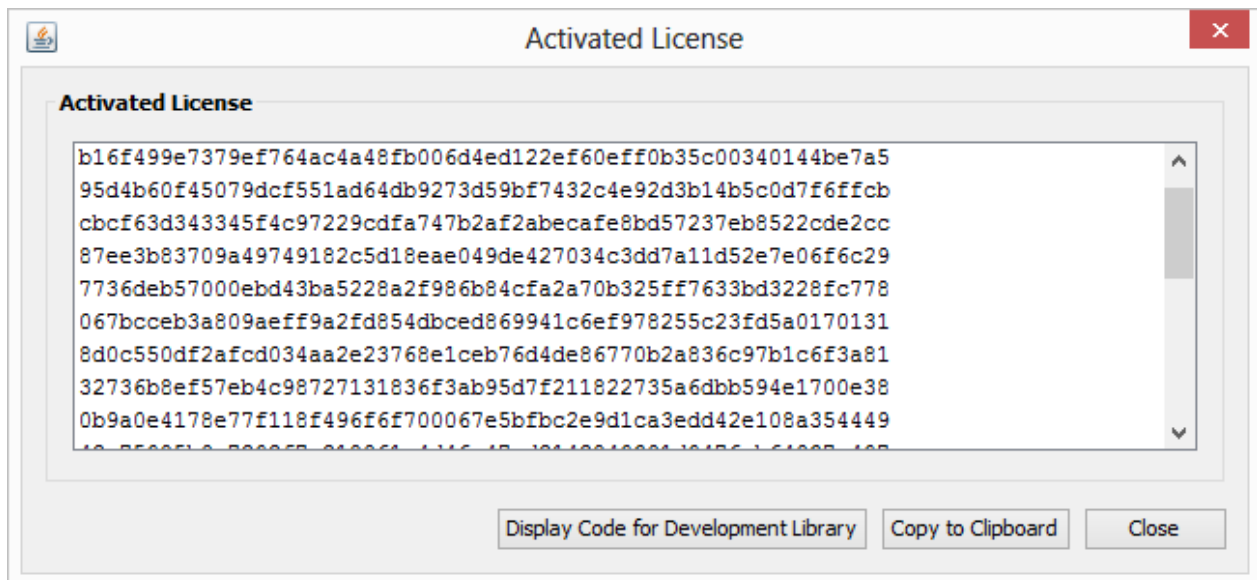 Activated License
Activated License
b16f499e7379ef764ac4a48fb006d4ed122ef60eff0b35c00340144be7a5
95d4b60f45079dcf551ad64db9273d59bf7432c4e92d3b14b5c0d7f6ffcb
cbcf63d343345f4c97229cdfa747b2af2abecafe8bd57237eb8522cde2cc
87ee3b83709a49749182c5d18eae049de427034c3dd7a11d52e7e06f6c29
7736deb57000ebd43ba5228a2f986b84cfa2a70b325ff7633bd3228fc778
067bcceb3a809aeff9a2fd854dbced869941c6ef978255c23fd5a0170131
8d0c550df2afcd034aa2e23768e1ceb76d4de86770b2a836c97b1c6f3a81
32736b8ef57eb4c98727131836f3ab95d7f211822735a6dbb594e1700e38
0b9a0e4178e77f118f496f6f700067e5bfbc2e9d1ca3edd42e108a354449
Display Code for Development Library
Copy to Clipboard
Close